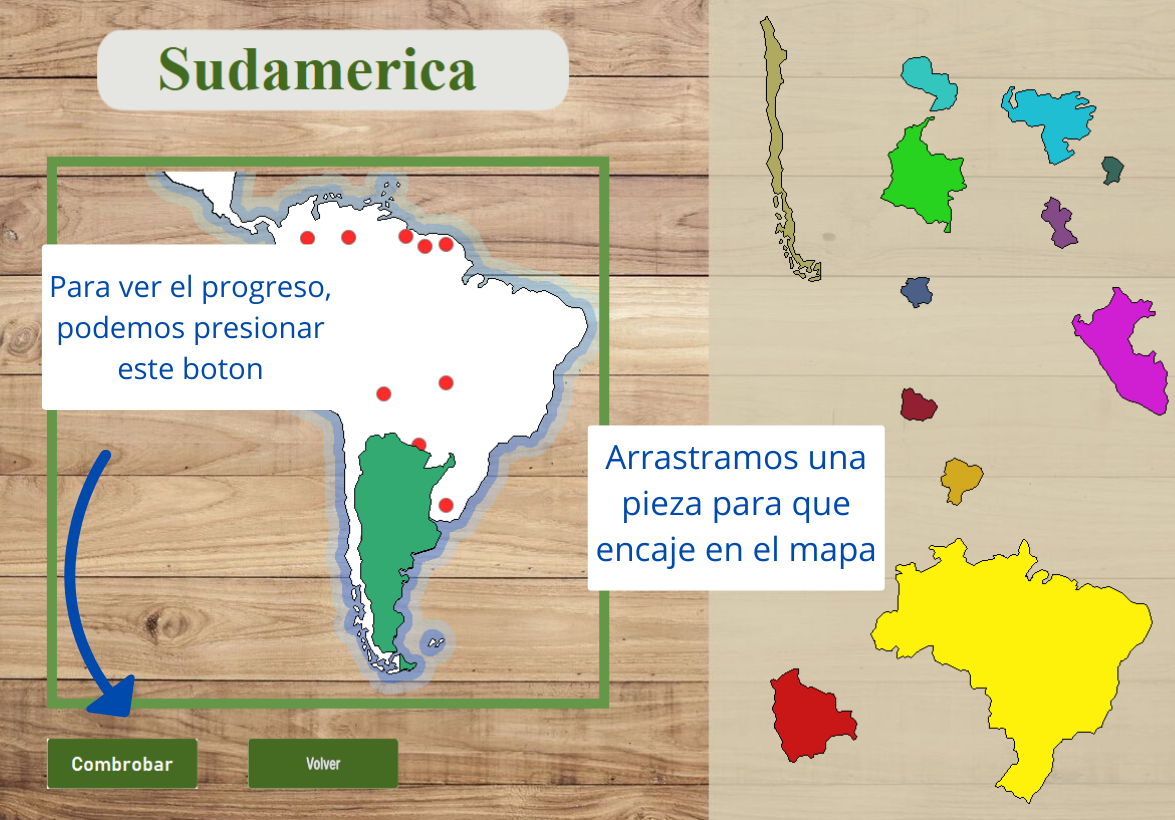 Sudamerica
Para ver el progreso,
podemos presionar
este boton
Arrastramos una
pieza para que
encaje en el mapa
Combrobar
Volver